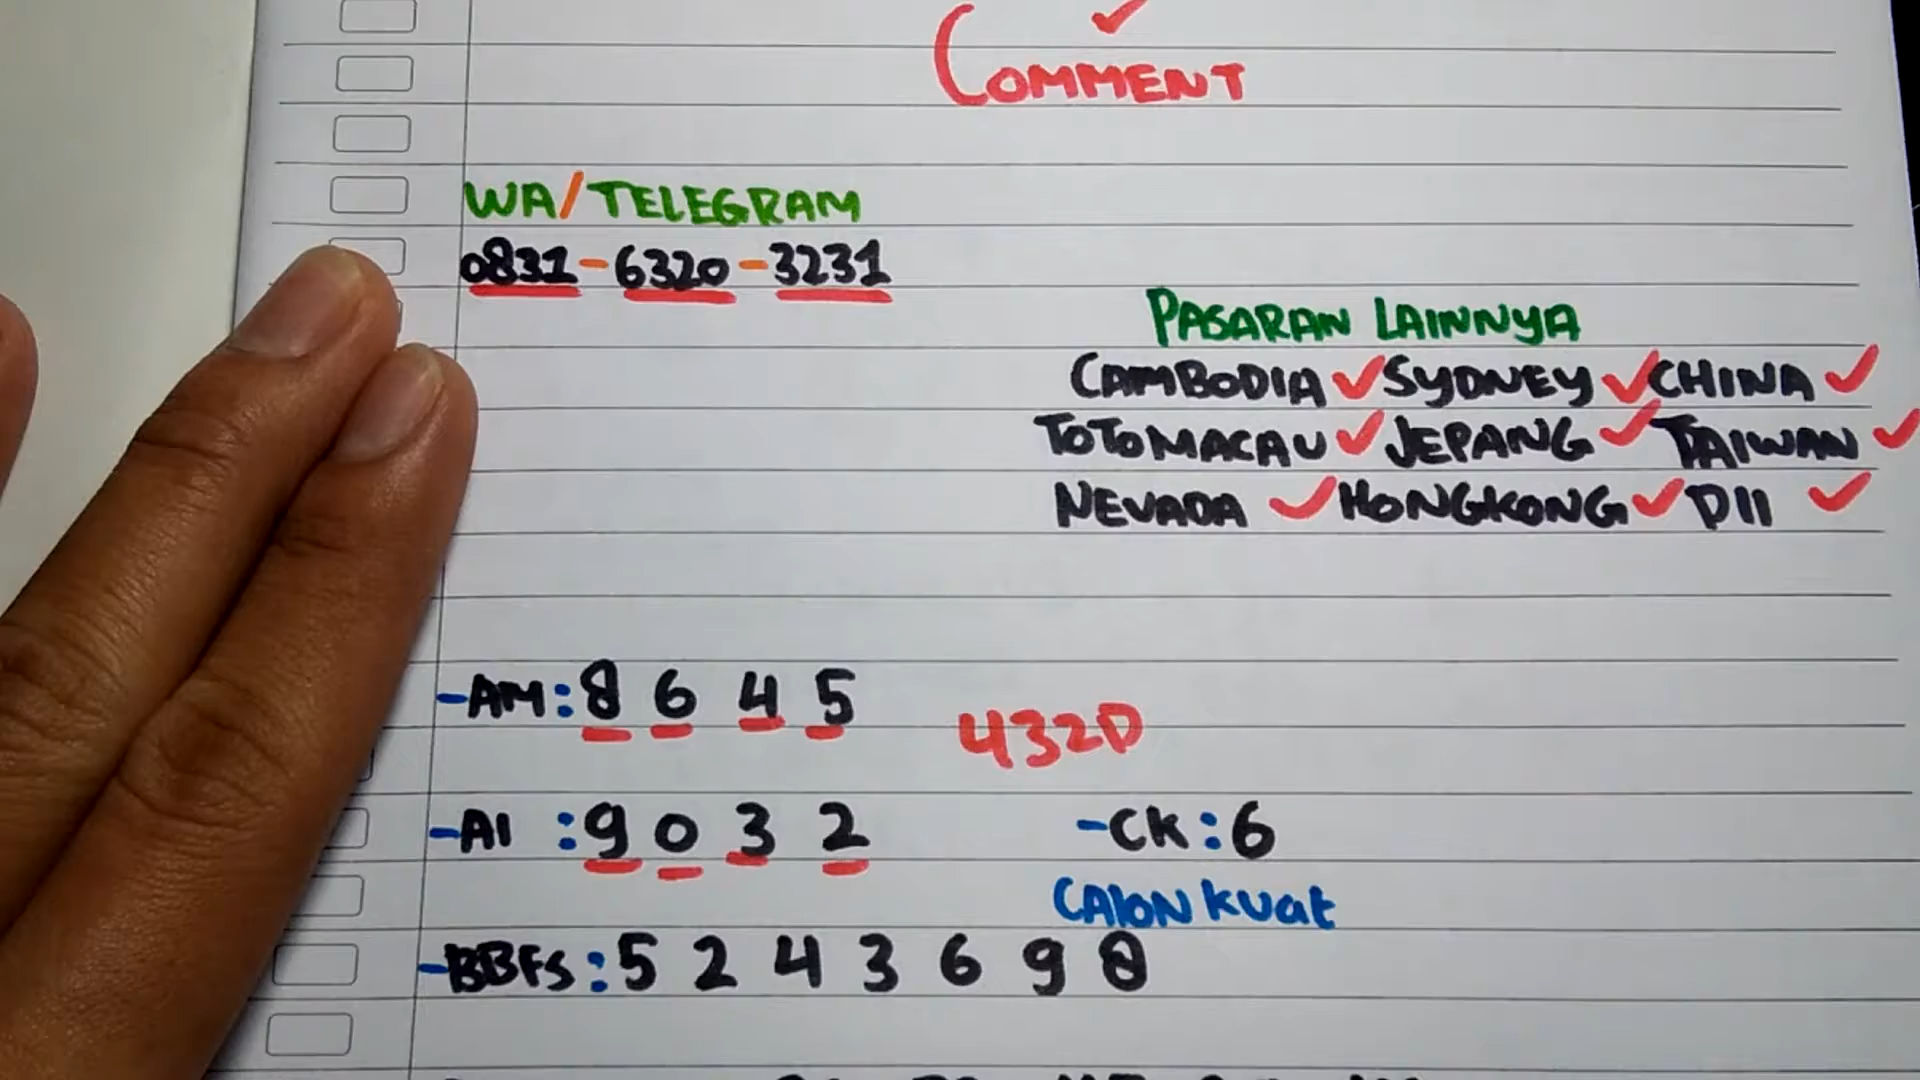 COMMENT
WA/TELEGRAM
0831-6320-3231
PASARAN LAINNYA
CAMBODIA ✓ SYDNEY ✓ CHINA ✓
TOTOMACAU ✓ JEPANG ✓ TAIWAN ✓
NEVADA ✓ HONGKONG ✓ Dll ✓
-AM: 8 6 4 5
432D
-AI : 9 0 3 2
-CK: 6
CAlON kuat
-BBFS: 5 2 4 3 6 9 8